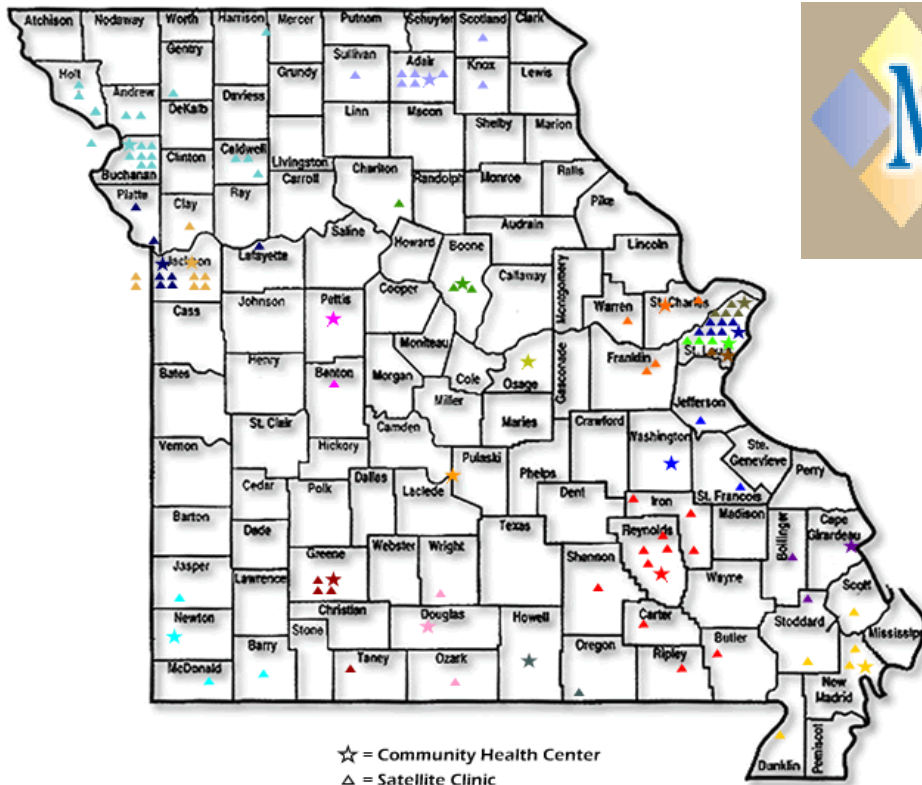 Atchison
Nodaway
Worth
Harrison
Mercer
Putnam
Schuyler
Scotland
Clark
Gentry
Sullivan
Adair
Knox
Lewis
Holt
Andrew
DeKalb
Daviess
Grundy
Linn
Macon
Shelby
Marion
Buchanan
Clinton
Caldwell
Livingston
Chariton
Randolph
Monroe
Ralls
Pike
Platte
Clay
Ray
Carroll
Saline
Howard
Boone
Audrain
Callaway
Montgomery
Lincoln
Warren
St. Charles
St. Louis
Jackson
Lafayette
Cass
Johnson
Pettis
Cooper
Moniteau
Cole
Osage
Gasconade
Franklin
Jefferson
Bates
Henry
Benton
Morgan
Miller
Maries
Crawford
Washington
Ste.
Genevieve
Perry
Vernon
St. Clair
Hickory
Camden
Pulaski
Phelps
Dent
Iron
St. Francois
Madison
Bollinger
Cape
Girardeau
Cedar
Polk
Dallas
Laclede
Texas
Reynolds
Barton
Dade
Greene
Webster
Wright
Shannon
Wayne
Scott
Jasper
Lawrence
Christian
Douglas
Howell
Carter
Stoddard
Mississippi
Newton
Stone
Barry
Taney
Ozark
Oregon
Ripley
Butler
New
Madrid
McDonald
Dunklin
Pemiscot
☆ = Community Health Center
△ = Satellite Clinic
M